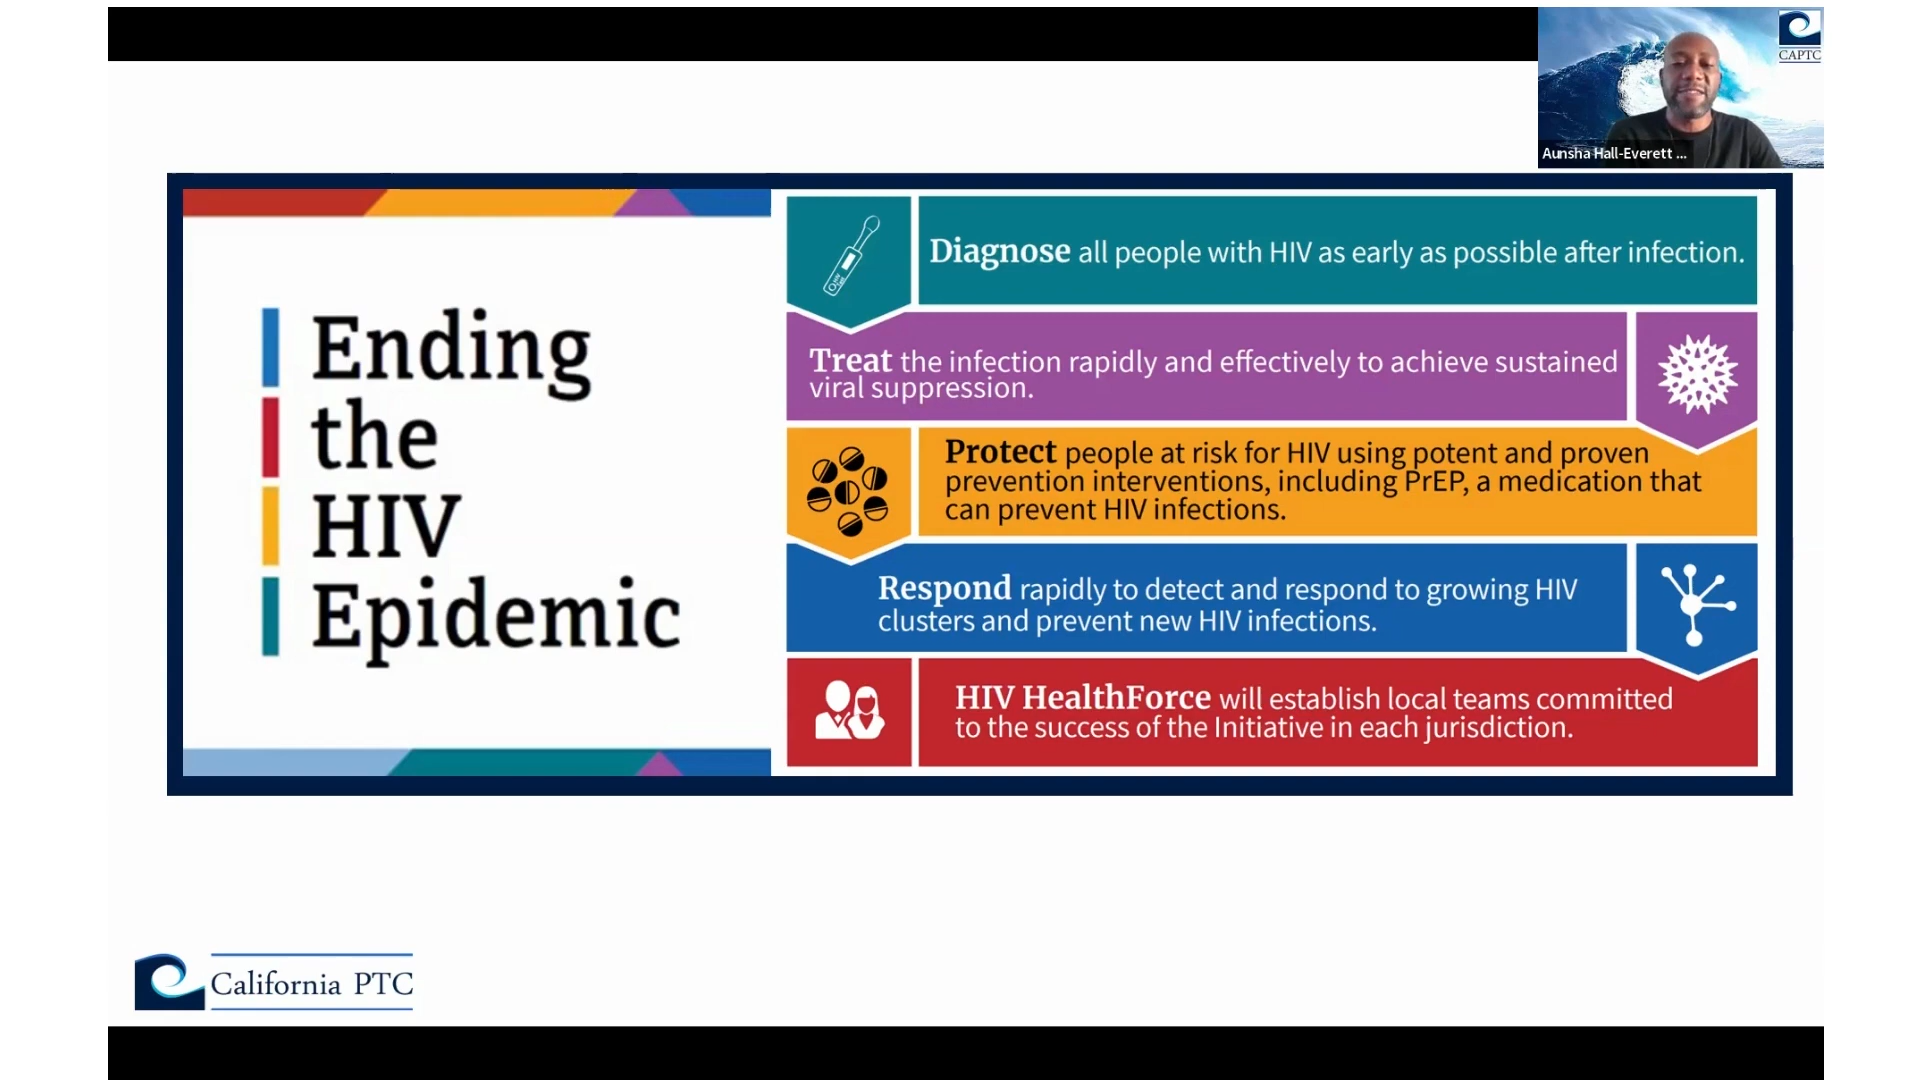 CAPTC
Aunsha Hall-Everett ...
Ending
the
HIV
Epidemic
Diagnose all people with HIV as early as possible after infection.
Treat the infection rapidly and effectively to achieve sustained
viral suppression.
Protect people at risk for HIV using potent and proven
prevention interventions, including PrEP, a medication that
can prevent HIV infections.
Respond rapidly to detect and respond to growing HIV
clusters and prevent new HIV infections.
HIV HealthForce will establish local teams committed
to the success of the Initiative in each jurisdiction.
California PTC